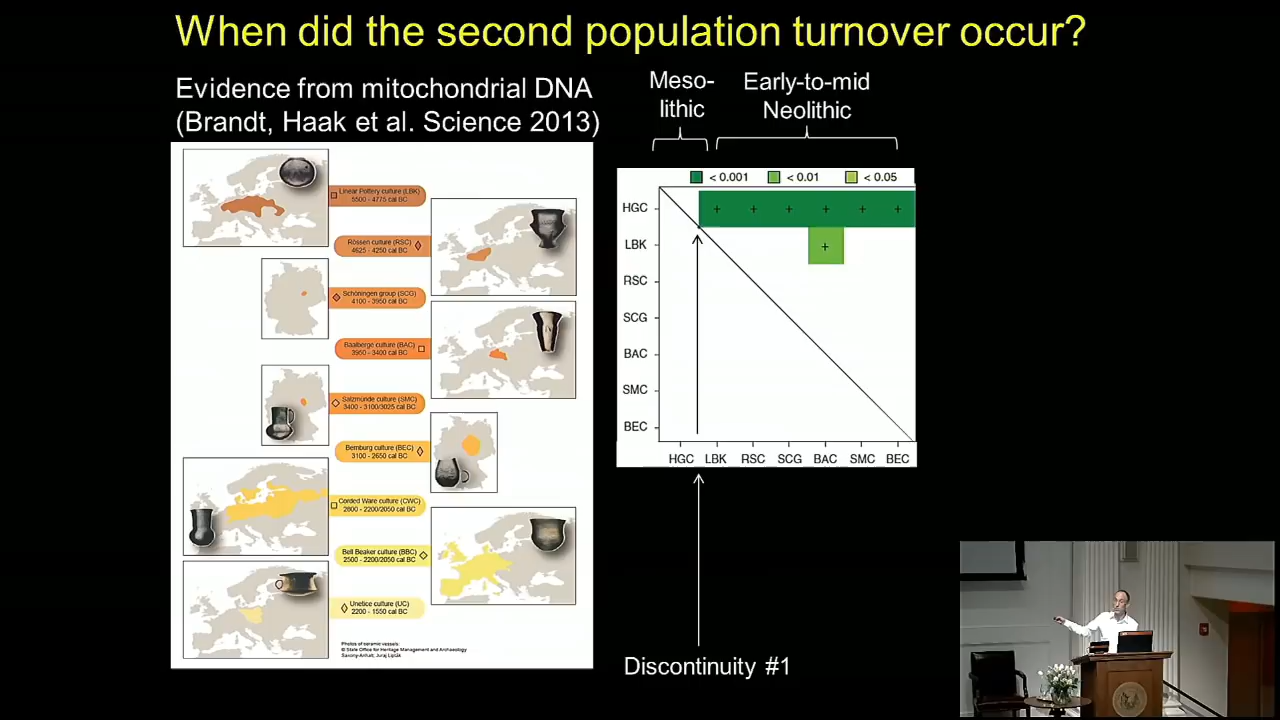 When did the second population turnover occur?
Evidence from mitochondrial DNA
(Brandt, Haak et al. Science 2013)
Linear Pottery culture (LBK)
5500 - 4775 cal BC
Rössen culture (RSC)
4625 - 4250 cal BC
Schöningen group (SCG)
4100 - 3950 cal BC
Baalberge culture (BAC)
3950 - 3400 cal BC
Salzmünde culture (SMC)
3400 - 3100/3025 cal BC
Bernburg culture (BEC)
3100 - 2650 cal BC
Corded Ware culture (CWC)
2800 - 2200/2050 cal BC
Bell Beaker culture (BBC)
2500 - 2200/2050 cal BC
Unetice culture (UC)
2200 - 1550 cal BC
Photos of ceramic vessels:
© State Office for Heritage Management and Archaeology
Saxony-Anhalt, Juraj Lipták
Meso-
lithic
Early-to-mid
Neolithic
< 0.001 < 0.01 < 0.05
HGC + + + + + +
LBK +
RSC
SCG
BAC
SMC
BEC
HGC LBK RSC SCG BAC SMC BEC
Discontinuity #1